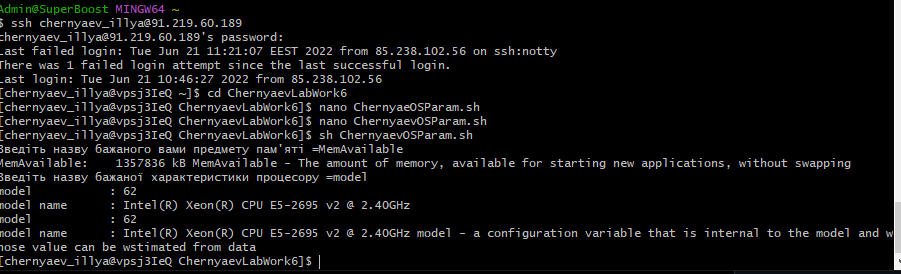 Admin@SuperBoost MINGW64 ~
$ ssh chernyaev_illya@91.219.60.189
chernyaev_illya@91.219.60.189's password:
Last failed login: Tue Jun 21 11:21:07 EEST 2022 from 85.238.102.56 on ssh:notty
There was 1 failed login attempt since the last successful login.
Last login: Tue Jun 21 10:46:27 2022 from 85.238.102.56
[chernyaev_illya@vpsj3IeQ ~]$ cd ChernyaevLabWork6
[chernyaev_illya@vpsj3IeQ ChernyaevLabWork6]$ nano ChernyaeOSParam.sh
[chernyaev_illya@vpsj3IeQ ChernyaevLabWork6]$ nano ChernyaevOSParam.sh
[chernyaev_illya@vpsj3IeQ ChernyaevLabWork6]$ sh ChernyaevOSParam.sh
Введіть назву бажаного вами предмету пам'яті =MemAvailable
MemAvailable:    1357836 kB MemAvailable - The amount of memory, available for starting new applications, without swapping
Введіть назву бажаної характеристики процесору =model
model           : 62
model name      : Intel(R) Xeon(R) CPU E5-2695 v2 @ 2.40GHz
model           : 62
model name      : Intel(R) Xeon(R) CPU E5-2695 v2 @ 2.40GHz model - a configuration variable that is internal to the model and w
hose value can be wstimated from data
[chernyaev_illya@vpsj3IeQ ChernyaevLabWork6]$